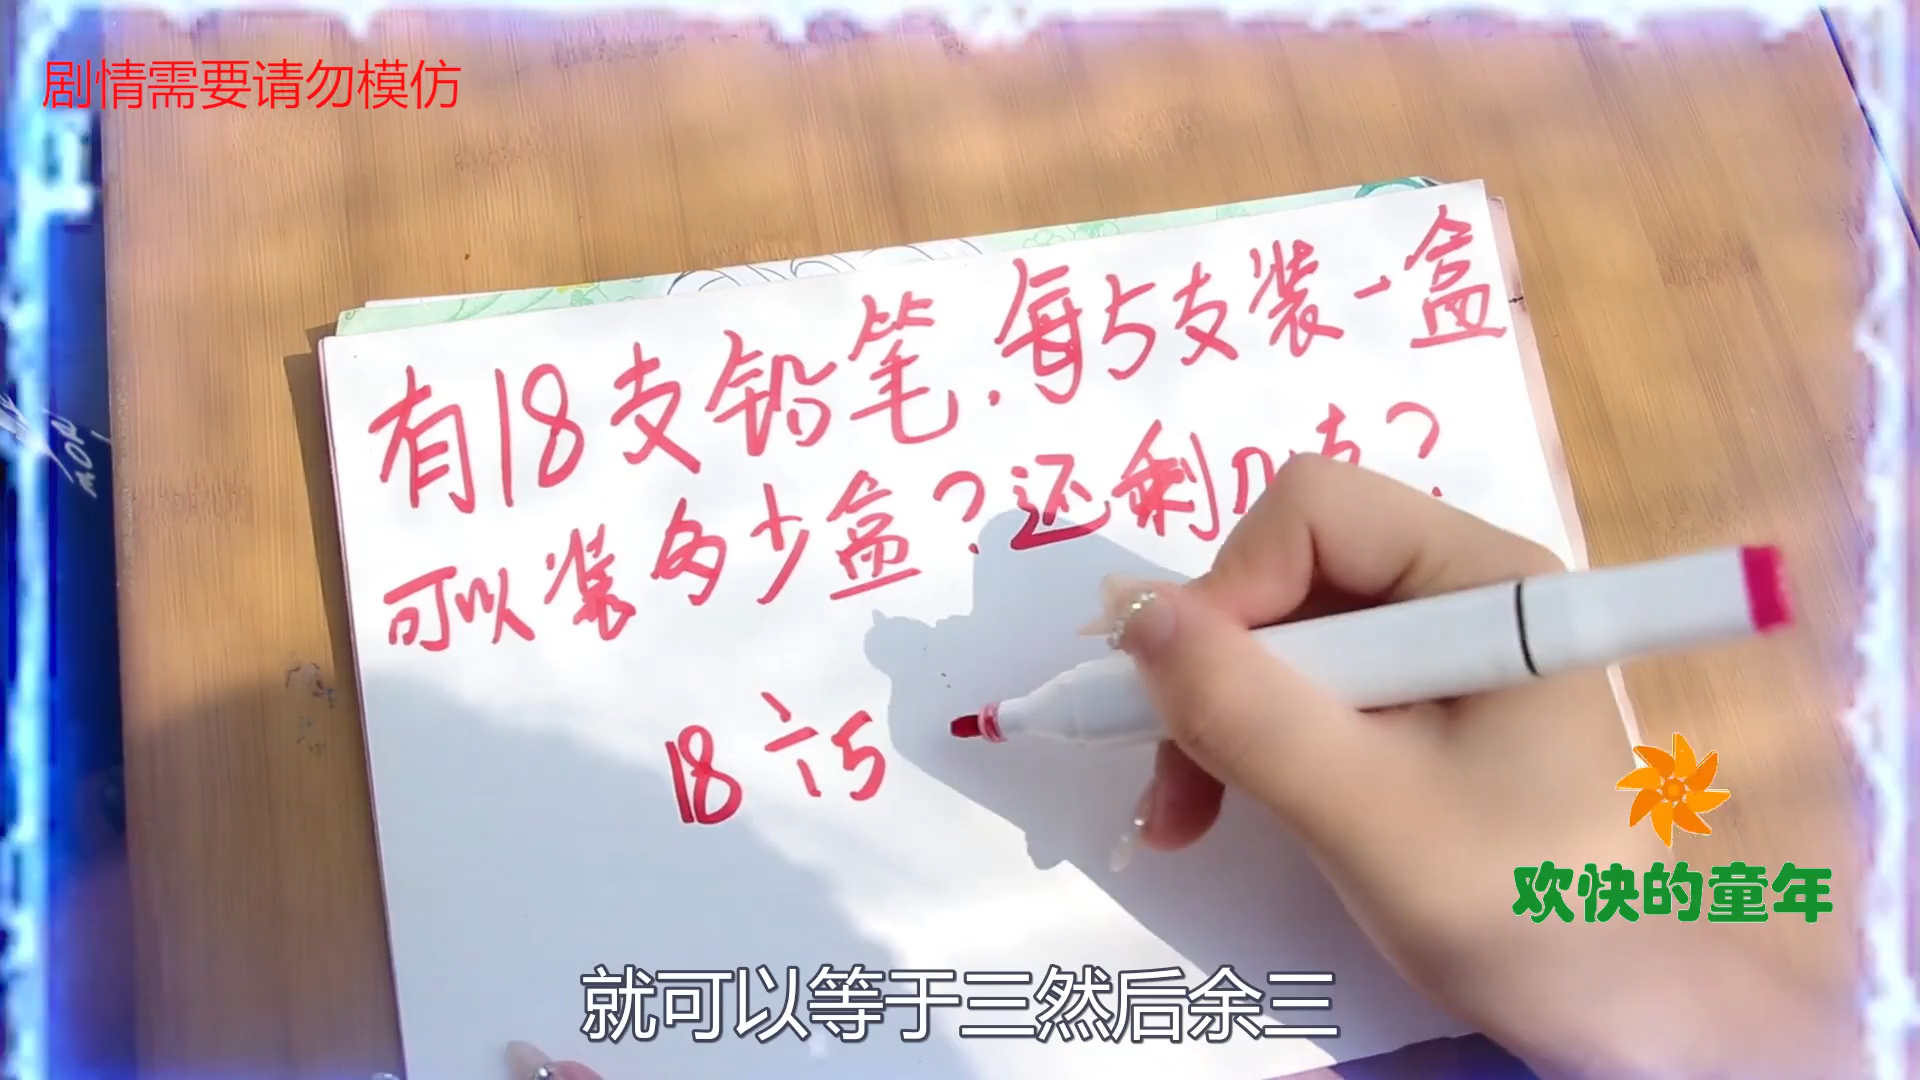 剧情需要请勿模仿
有18支铅笔.每5支装一盒
可以装多少盒?还剩几支?
18÷5
欢快的童年
就可以等于三然后余三